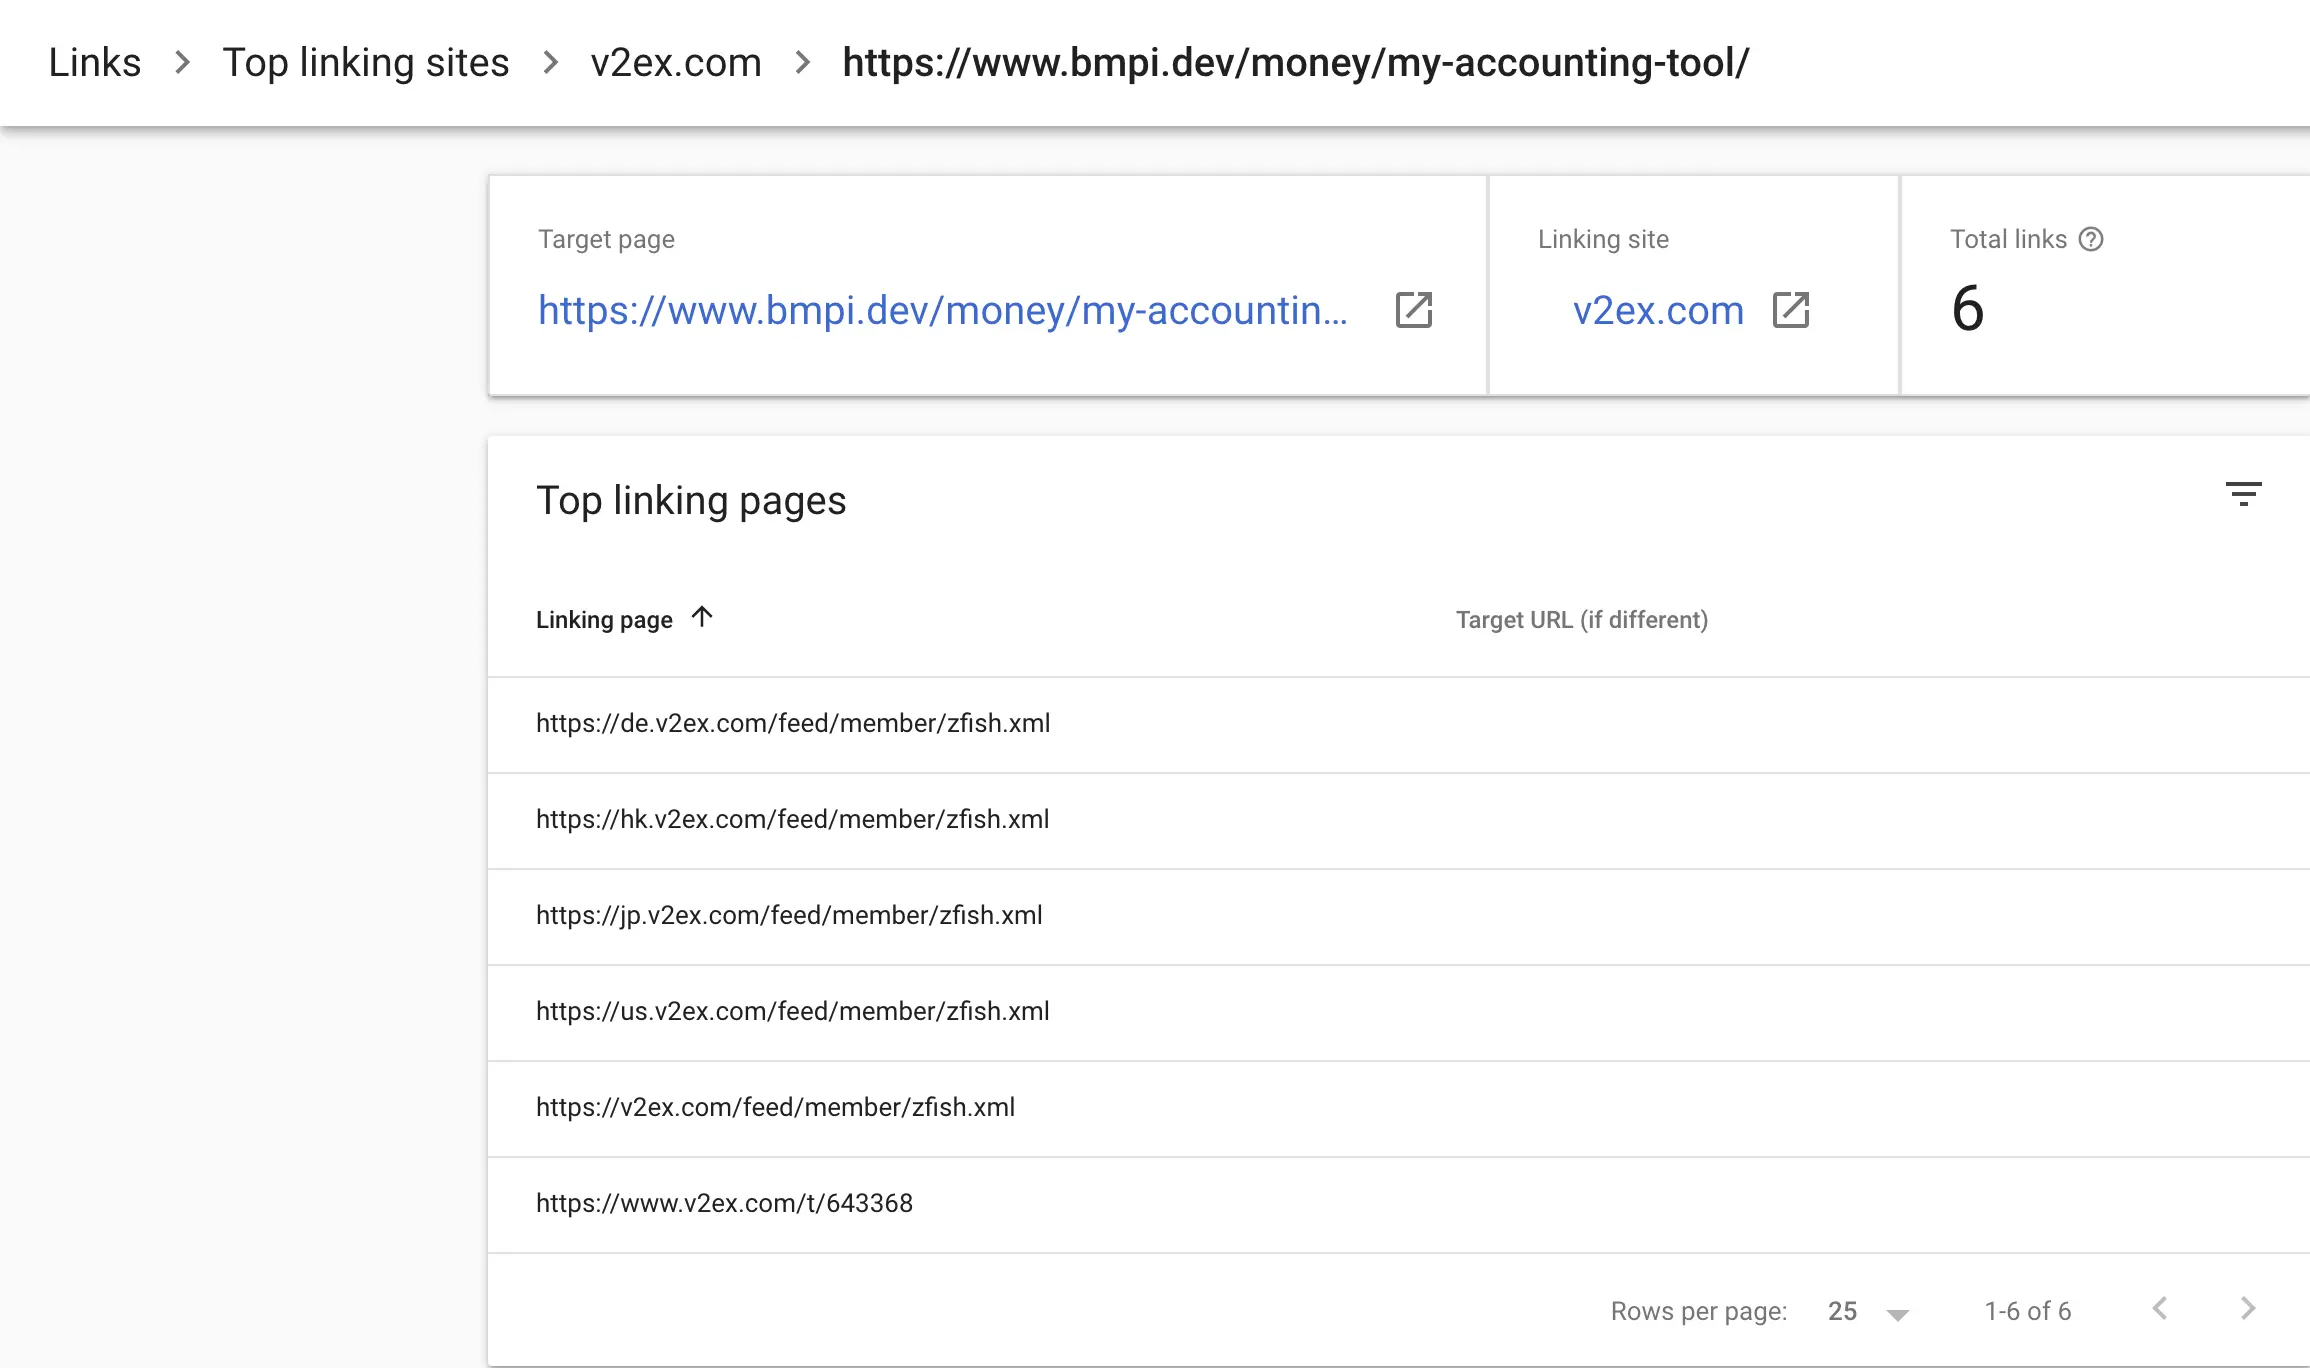 Links > Top linking sites > v2ex.com > https://www.bmpi.dev/money/my-accounting-tool/
Target page
https://www.bmpi.dev/money/my-accountin...
Linking site
v2ex.com
Total links
6
Top linking pages
Linking page Target URL (if different)
https://de.v2ex.com/feed/member/zfish.xml
https://hk.v2ex.com/feed/member/zfish.xml
https://jp.v2ex.com/feed/member/zfish.xml
https://us.v2ex.com/feed/member/zfish.xml
https://v2ex.com/feed/member/zfish.xml
https://www.v2ex.com/t/643368
Rows per page: 25 1-6 of 6